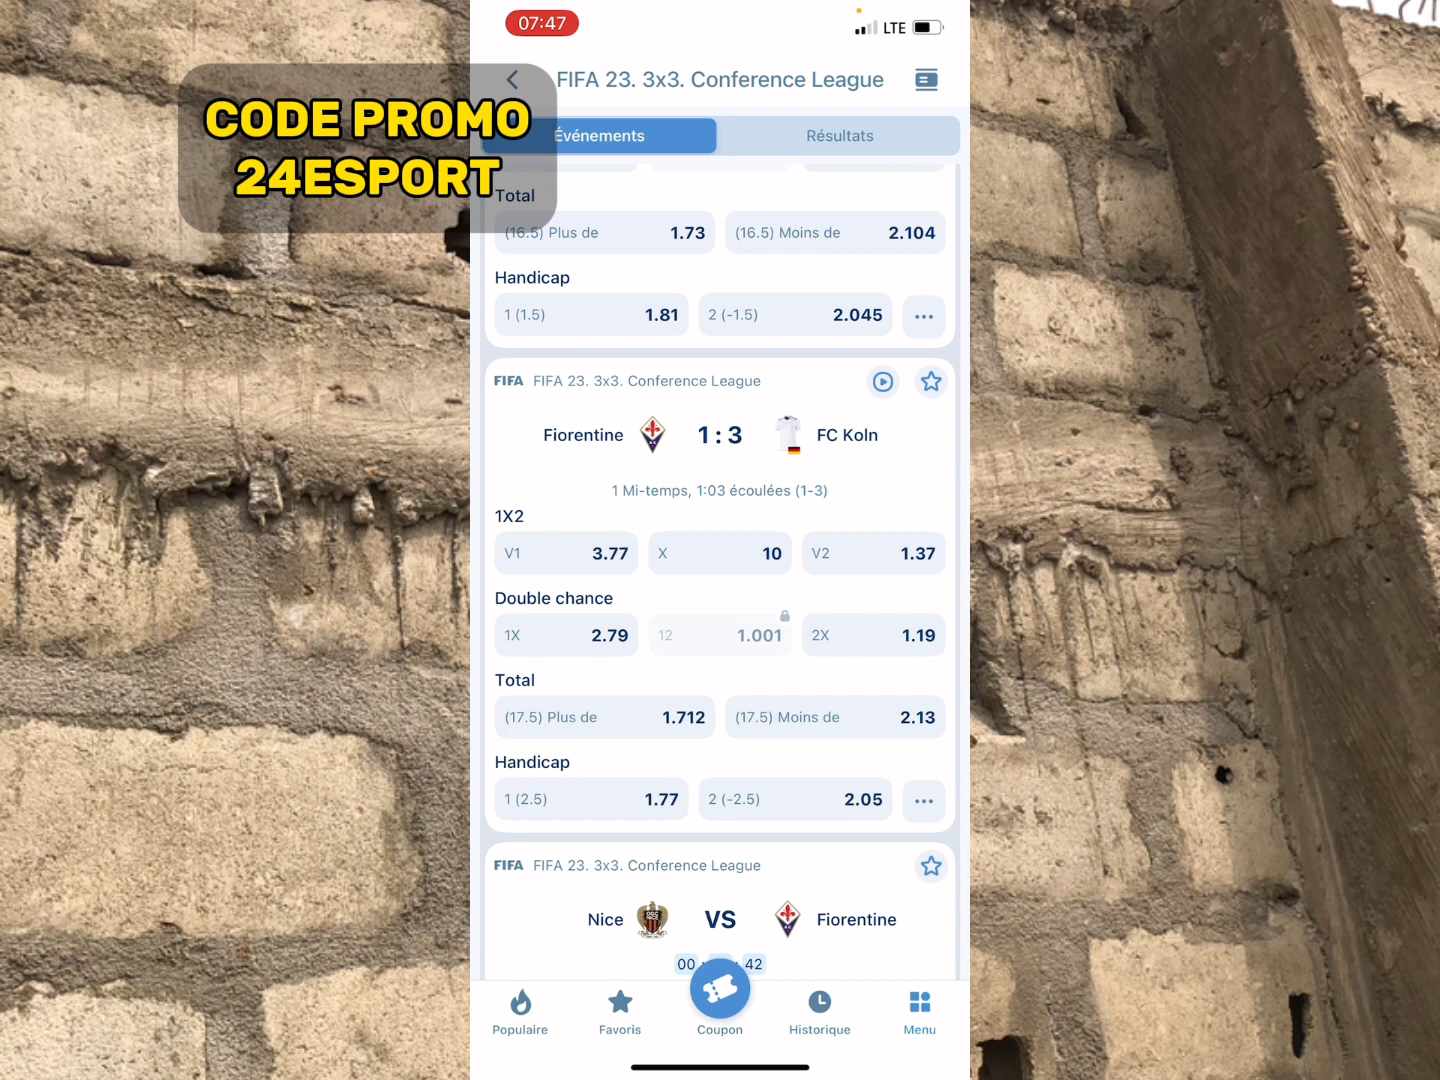 07:47
LTE
FIFA 23. 3x3. Conference League
CODE PROMO
24ESPORT
Événements
Résultats
Total
(16.5) Plus de 1.73
(16.5) Moins de 2.104
Handicap
1 (1.5) 1.81
2 (-1.5) 2.045
FIFA FIFA 23. 3x3. Conference League
Fiorentine 1 : 3 FC Koln
1 Mi-temps, 1:03 écoulées (1-3)
1X2
V1 3.77
X 10
V2 1.37
Double chance
1X 2.79
12 1.001
2X 1.19
Total
(17.5) Plus de 1.712
(17.5) Moins de 2.13
Handicap
1 (2.5) 1.77
2 (-2.5) 2.05
FIFA FIFA 23. 3x3. Conference League
Nice VS Fiorentine
00 : 42
Populaire
Favoris
Coupon
Historique
Menu